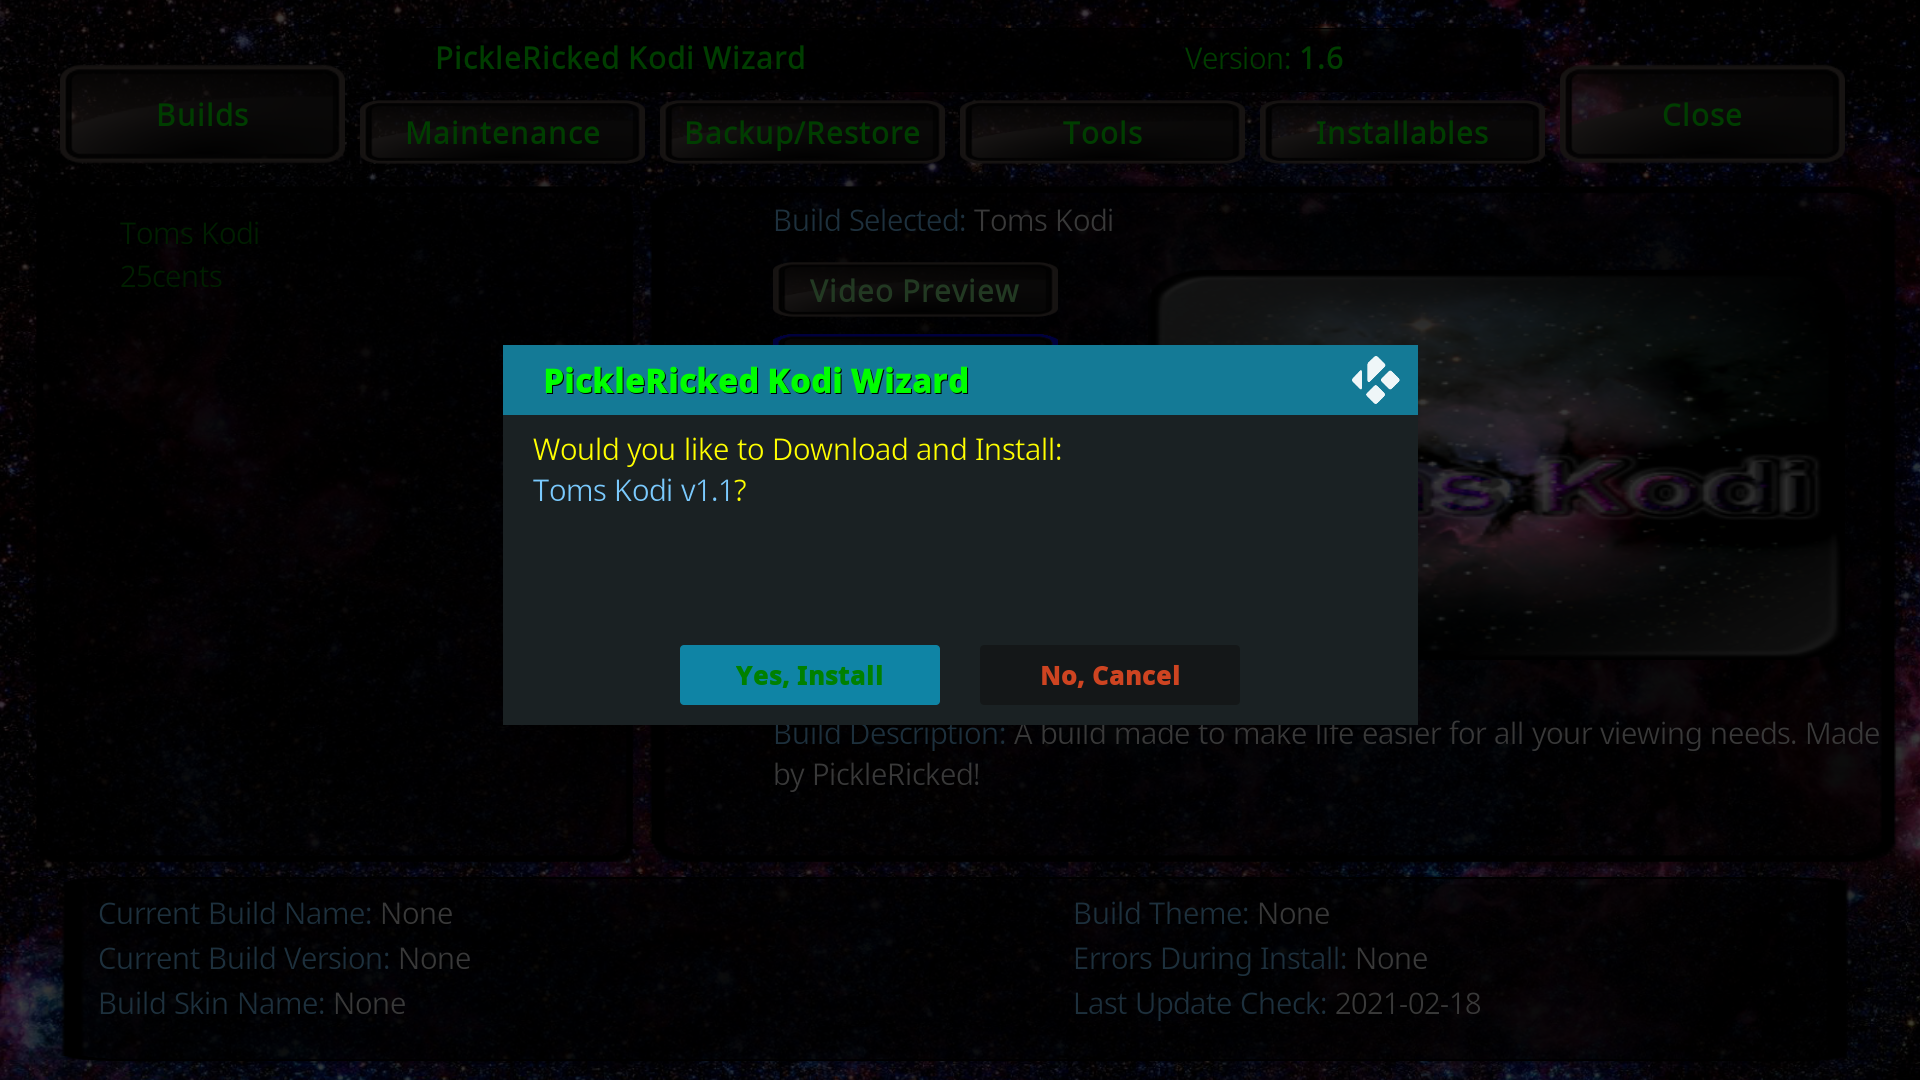 PickleRicked Kodi Wizard
Version: 1.6
Builds
Maintenance
Backup/Restore
Tools
Installables
Close
Toms Kodi
25cents
Build Selected: Toms Kodi
Video Preview
PickleRicked Kodi Wizard
Would you like to Download and Install:
Toms Kodi v1.1?
Yes, Install
No, Cancel
s Kodi
Build Description: A build made to make life easier for all your viewing needs. Made
by PickleRicked!
Current Build Name: None
Current Build Version: None
Build Skin Name: None
Build Theme: None
Errors During Install: None
Last Update Check: 2021-02-18